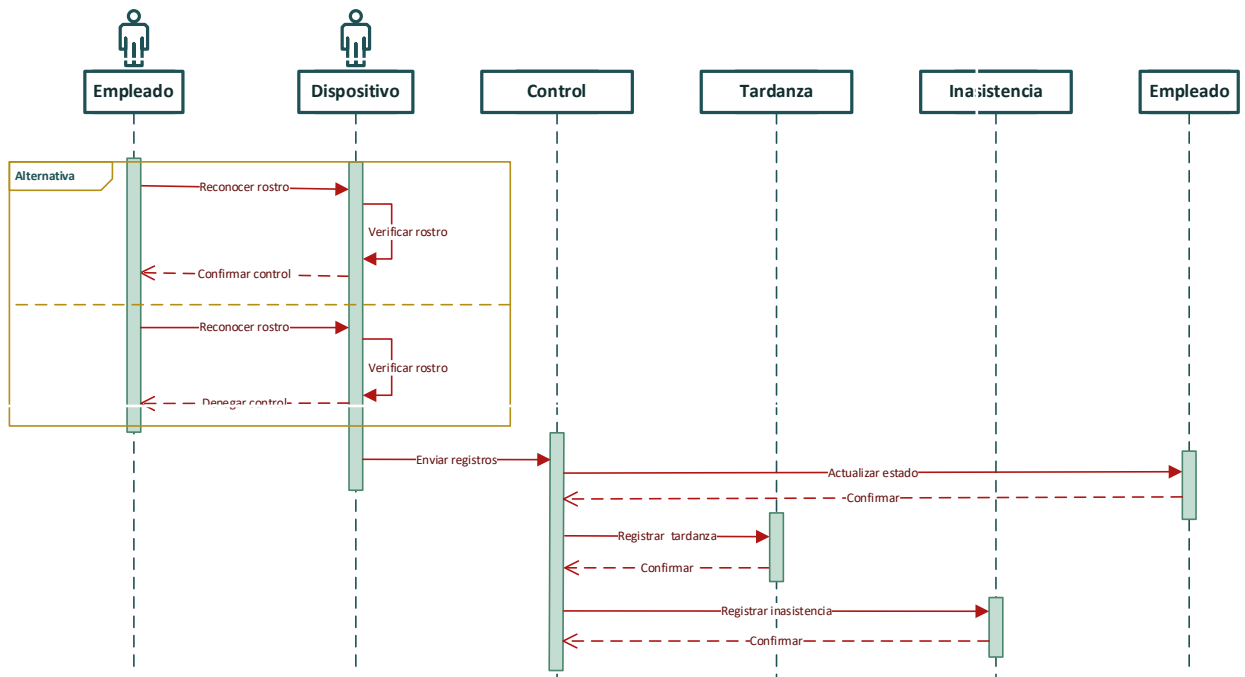 Empleado
Dispositivo
Control
Tardanza
Inasistencia
Empleado
Alternativa
Reconocer rostro
Verificar rostro
Confirmar control
Reconocer rostro
Verificar rostro
Denegar control
Enviar registros
Actualizar estado
Confirmar
Registrar tardanza
Confirmar
Registrar inasistencia
Confirmar